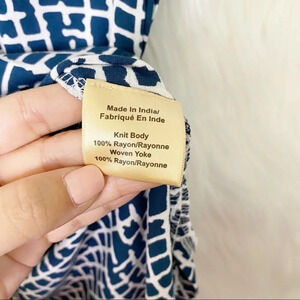 Made In India/
Fabriqué En Inde
Knit Body
100% Rayon/Rayonne
Woven Yoke
100% Rayon/Rayonne